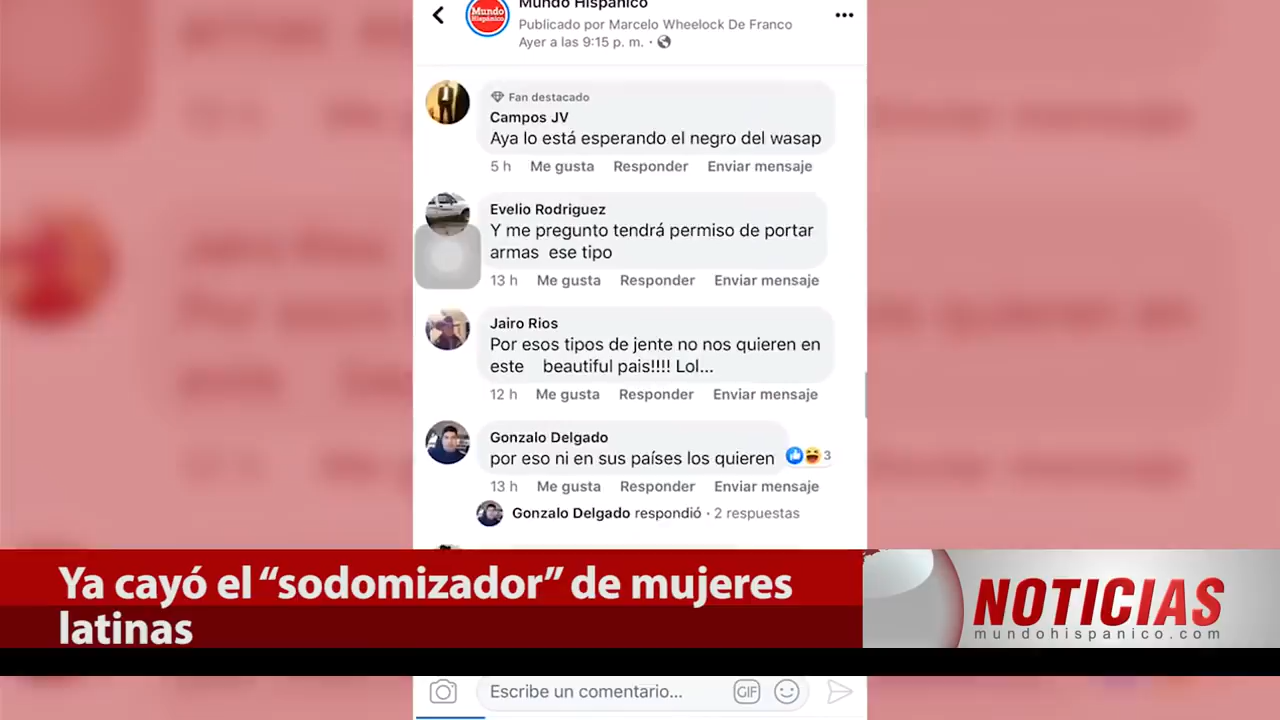 Mundo Hispánico
Publicado por Marcelo Wheelock De Franco
Ayer a las 9:15 p. m. ·
Mundo
Hispánico
Fan destacado
Campos JV
Aya lo está esperando el negro del wasap
5 h Me gusta Responder Enviar mensaje
Evelio Rodriguez
Y me pregunto tendrá permiso de portar
armas ese tipo
13 h Me gusta Responder Enviar mensaje
Jairo Rios
Por esos tipos de jente no nos quieren en
este beautiful pais!!!! Lol...
12 h Me gusta Responder Enviar mensaje
Gonzalo Delgado
por eso ni en sus países los quieren
3
13 h Me gusta Responder Enviar mensaje
Gonzalo Delgado respondió · 2 respuestas
Ya cayó el “sodomizador” de mujeres
latinas
NOTICIAS
mundohispanico.com
Escribe un comentario...
GIF